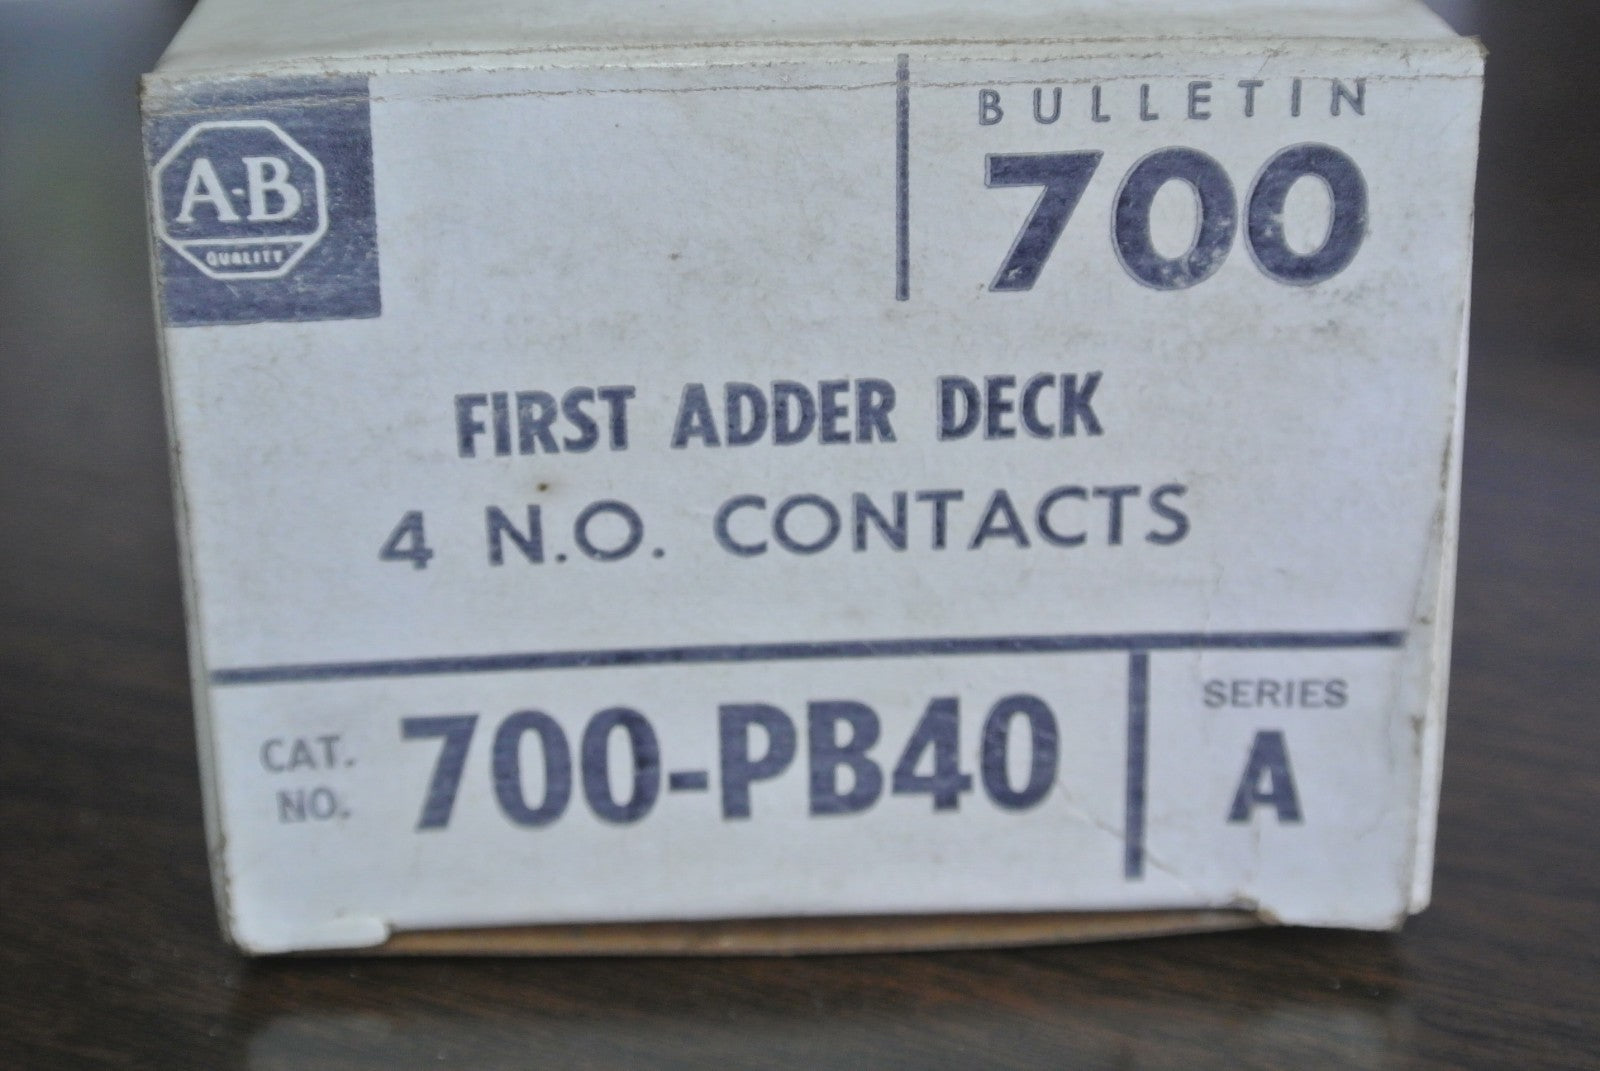 A-B
QUALITY
BULLETIN
700
FIRST ADDER DECK
4 N.O. CONTACTS
CAT.
NO.
700-PB40
SERIES
A